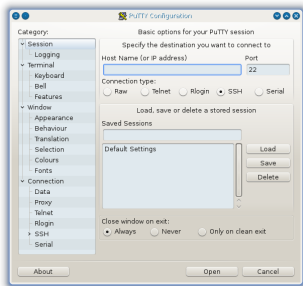 PuTTY Configuration
Category:
Session
Logging
Terminal
Keyboard
Bell
Features
Window
Appearance
Behaviour
Translation
Selection
Colours
Fonts
Connection
Data
Proxy
Telnet
Rlogin
SSH
Serial
Basic options for your PuTTY session
Specify the destination you want to connect to
Host Name (or IP address) Port
22
Connection type:
Raw Telnet Rlogin SSH Serial
Load, save or delete a stored session
Saved Sessions
Default Settings
Load
Save
Delete
Close window on exit:
Always Never Only on clean exit
About Open Cancel